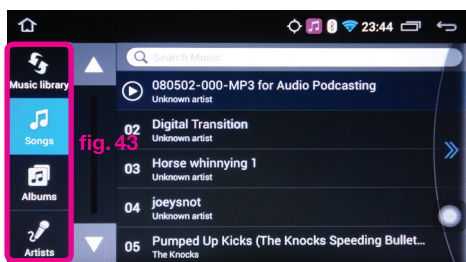 23:44
Music library
Search Music
080502-000-MP3 for Audio Podcasting
Unknown artist
Songs
fig. 43
02 Digital Transition
Unknown artist
03 Horse whinnying 1
Unknown artist
Albums
04 joeysnot
Unknown artist
Artists
05 Pumped Up Kicks (The Knocks Speeding Bullet...
The Knocks